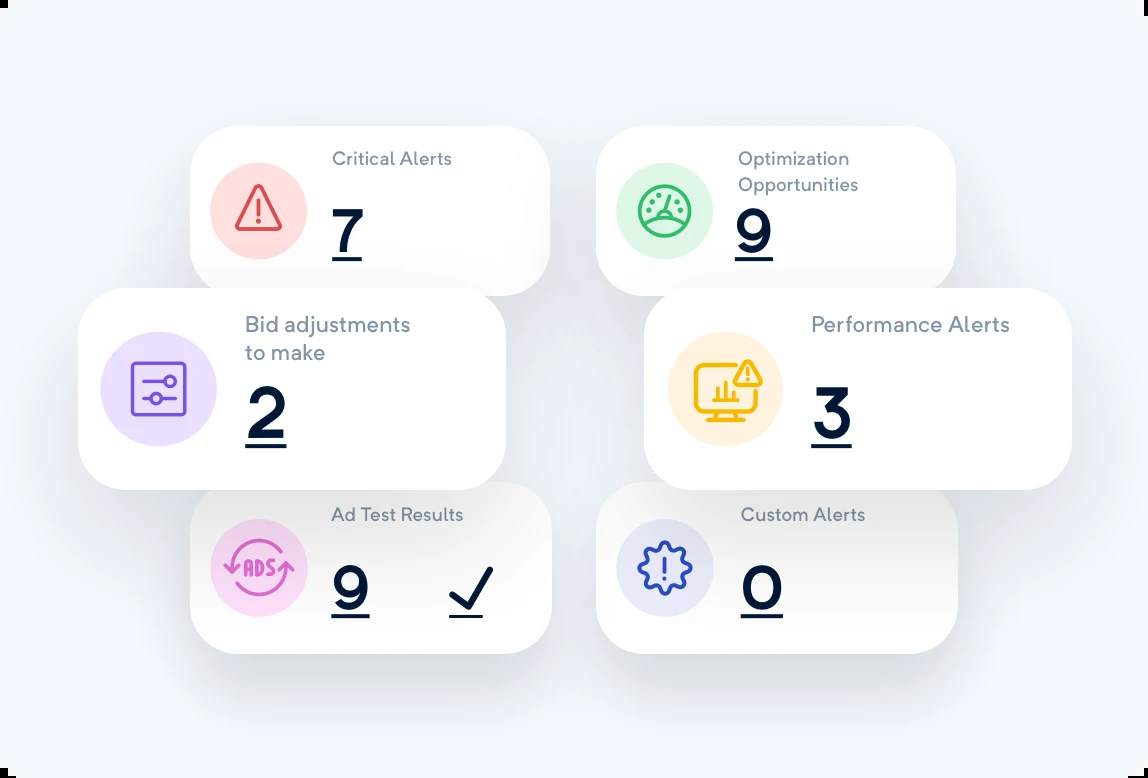 Critical Alerts
7
Optimization
Opportunities
9
Bid adjustments
to make
2
Performance Alerts
3
Ad Test Results
ADS
9
Custom Alerts
0